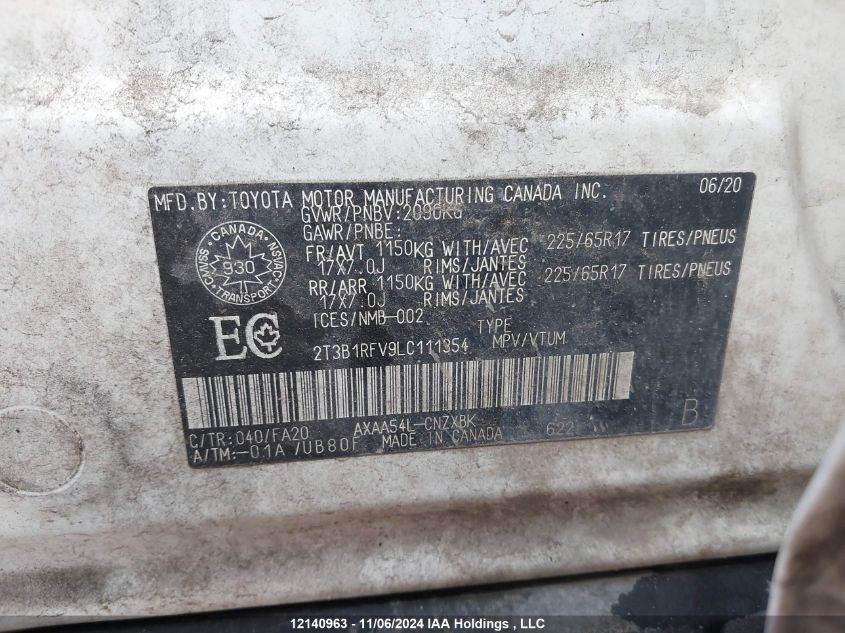 MFD.BY:TOYOTA MOTOR MANUFACTURING CANADA INC. 06/20
GVWR/PNBV:2090KG
GAWR/PNBE:
FR/AVT 1150KG WITH/AVEC 225/65R17 TIRES/PNEUS
17X7.0J RIMS/JANTES
RR/ARR 1150KG WITH/AVEC 225/65R17 TIRES/PNEUS
17X7.0J RIMS/JANTES
CANADA
CMVSS NSVAC
930
TRANSPORT
ICES/NMB-002
EC
TYPE
2T3B1RFV9LC111354 MPV/VTUM
C/TR:040/FA20 AXAA54L-CNZXBK 622 B
A/TM:-01A/UB80F MADE IN CANADA
12140963 - 11/06/2024 IAA Holdings , LLC